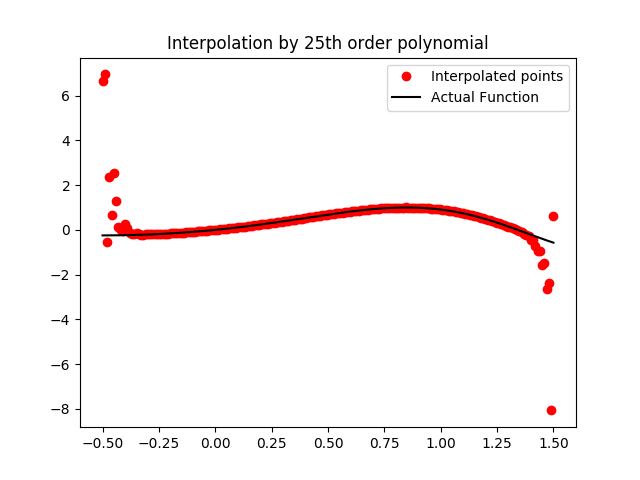 Interpolation by 25th order polynomial
Interpolated points
Actual Function
6
4
2
0
−2
−4
−6
−8
−0.50 −0.25 0.00 0.25 0.50 0.75 1.00 1.25 1.50